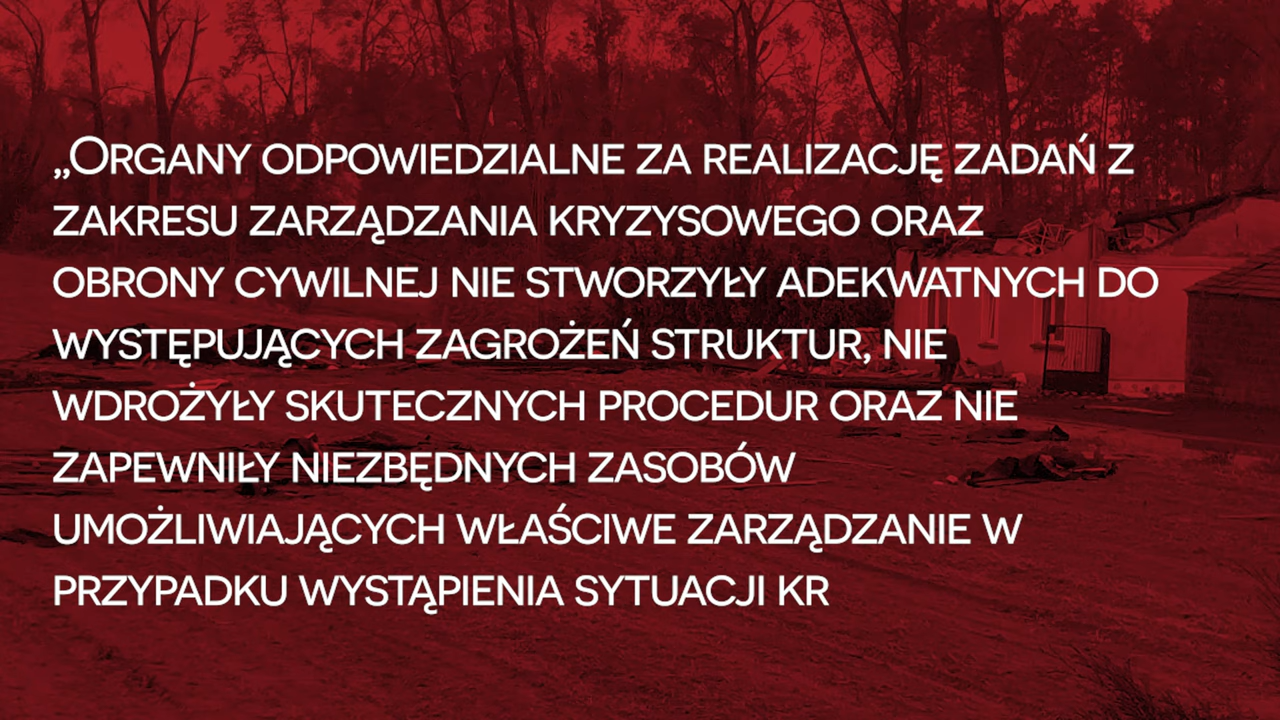 „Organy odpowiedzialne za realizację zadań z
zakresu zarządzania kryzysowego oraz
obrony cywilnej nie stworzyły adekwatnych do
występujących zagrożeń struktur, nie
wdrożyły skutecznych procedur oraz nie
zapewniły niezbędnych zasobów
umożliwiających właściwe zarządzanie w
przypadku wystąpienia sytuacji kr